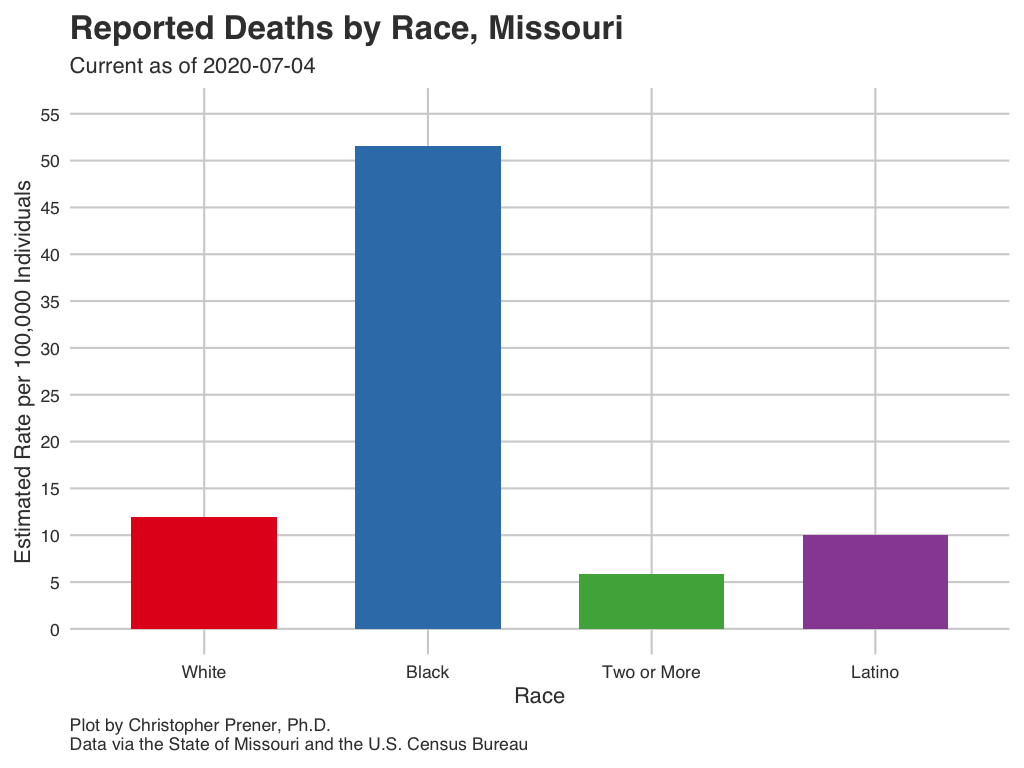 Reported Deaths by Race, Missouri
Current as of 2020-07-04
Estimated Rate per 100,000 Individuals
55
50
45
40
35
30
25
20
15
10
5
0
White Black Two or More Latino
Race
Plot by Christopher Prener, Ph.D.
Data via the State of Missouri and the U.S. Census Bureau